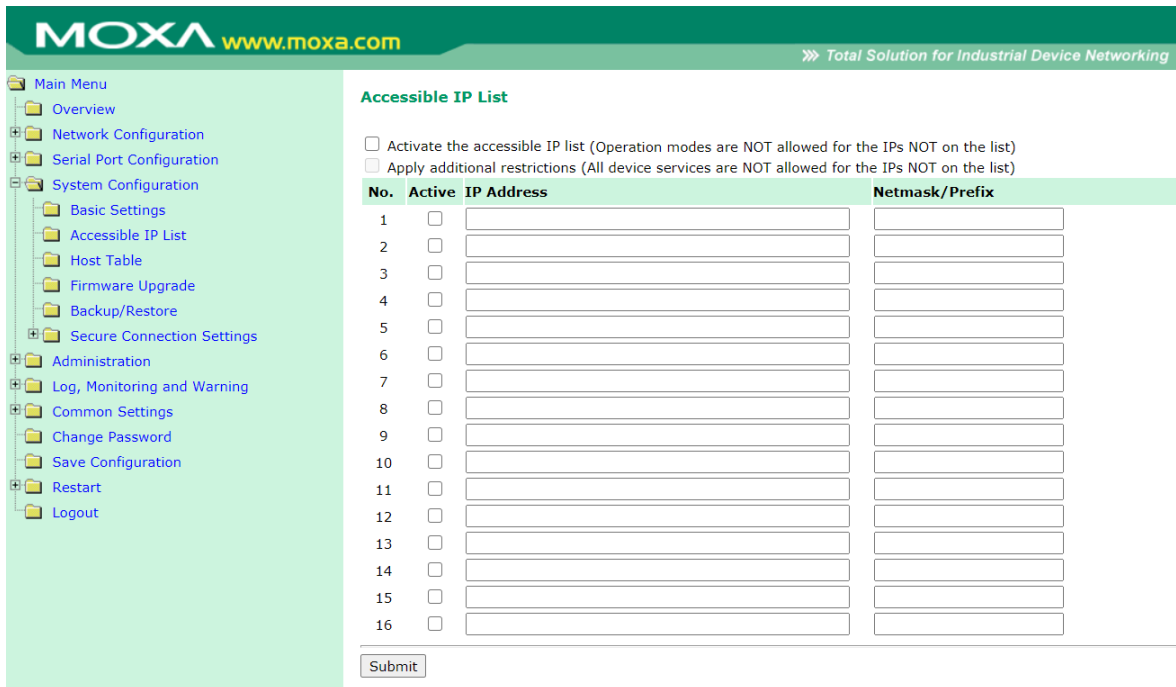 MOXA www.moxa.com
Total Solution for Industrial Device Networking
Main Menu
Overview
Network Configuration
Serial Port Configuration
System Configuration
Basic Settings
Accessible IP List
Host Table
Firmware Upgrade
Backup/Restore
Secure Connection Settings
Administration
Log, Monitoring and Warning
Common Settings
Change Password
Save Configuration
Restart
Logout
Accessible IP List
Activate the accessible IP list (Operation modes are NOT allowed for the IPs NOT on the list)
Apply additional restrictions (All device services are NOT allowed for the IPs NOT on the list)
No. Active IP Address Netmask/Prefix
1
2
3
4
5
6
7
8
9
10
11
12
13
14
15
16
Submit